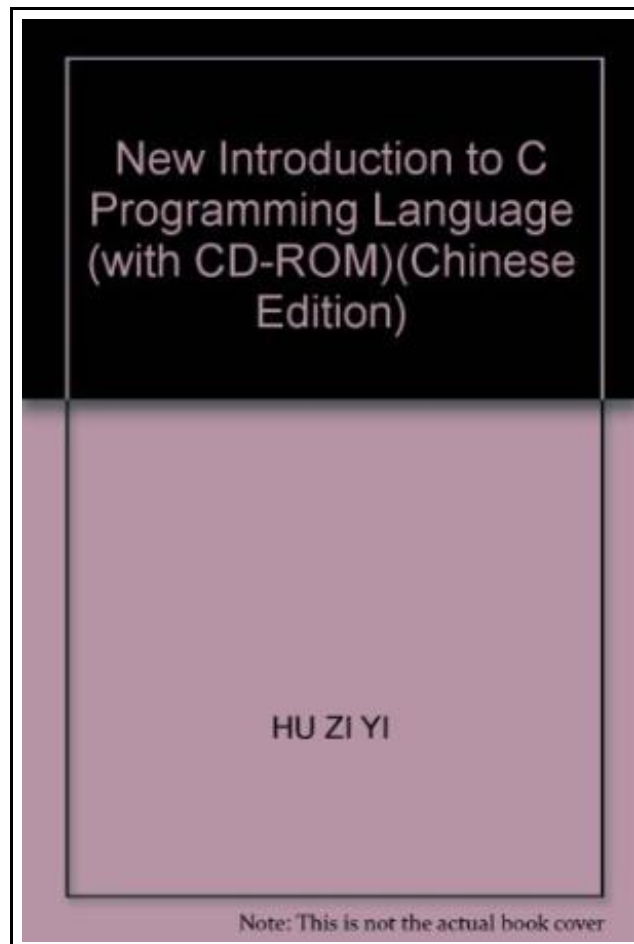 New Introduction to C
Programming Language
(with CD-ROM)(Chinese
Edition)
HU ZI YI
Note: This is not the actual book cover